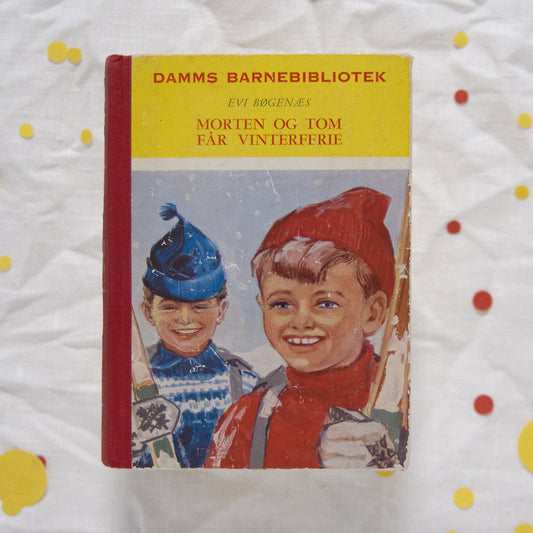 DAMMS BARNEBIBLIOTEK
EVI BØGENÆS
MORTEN OG TOM
FÅR VINTERFERIE